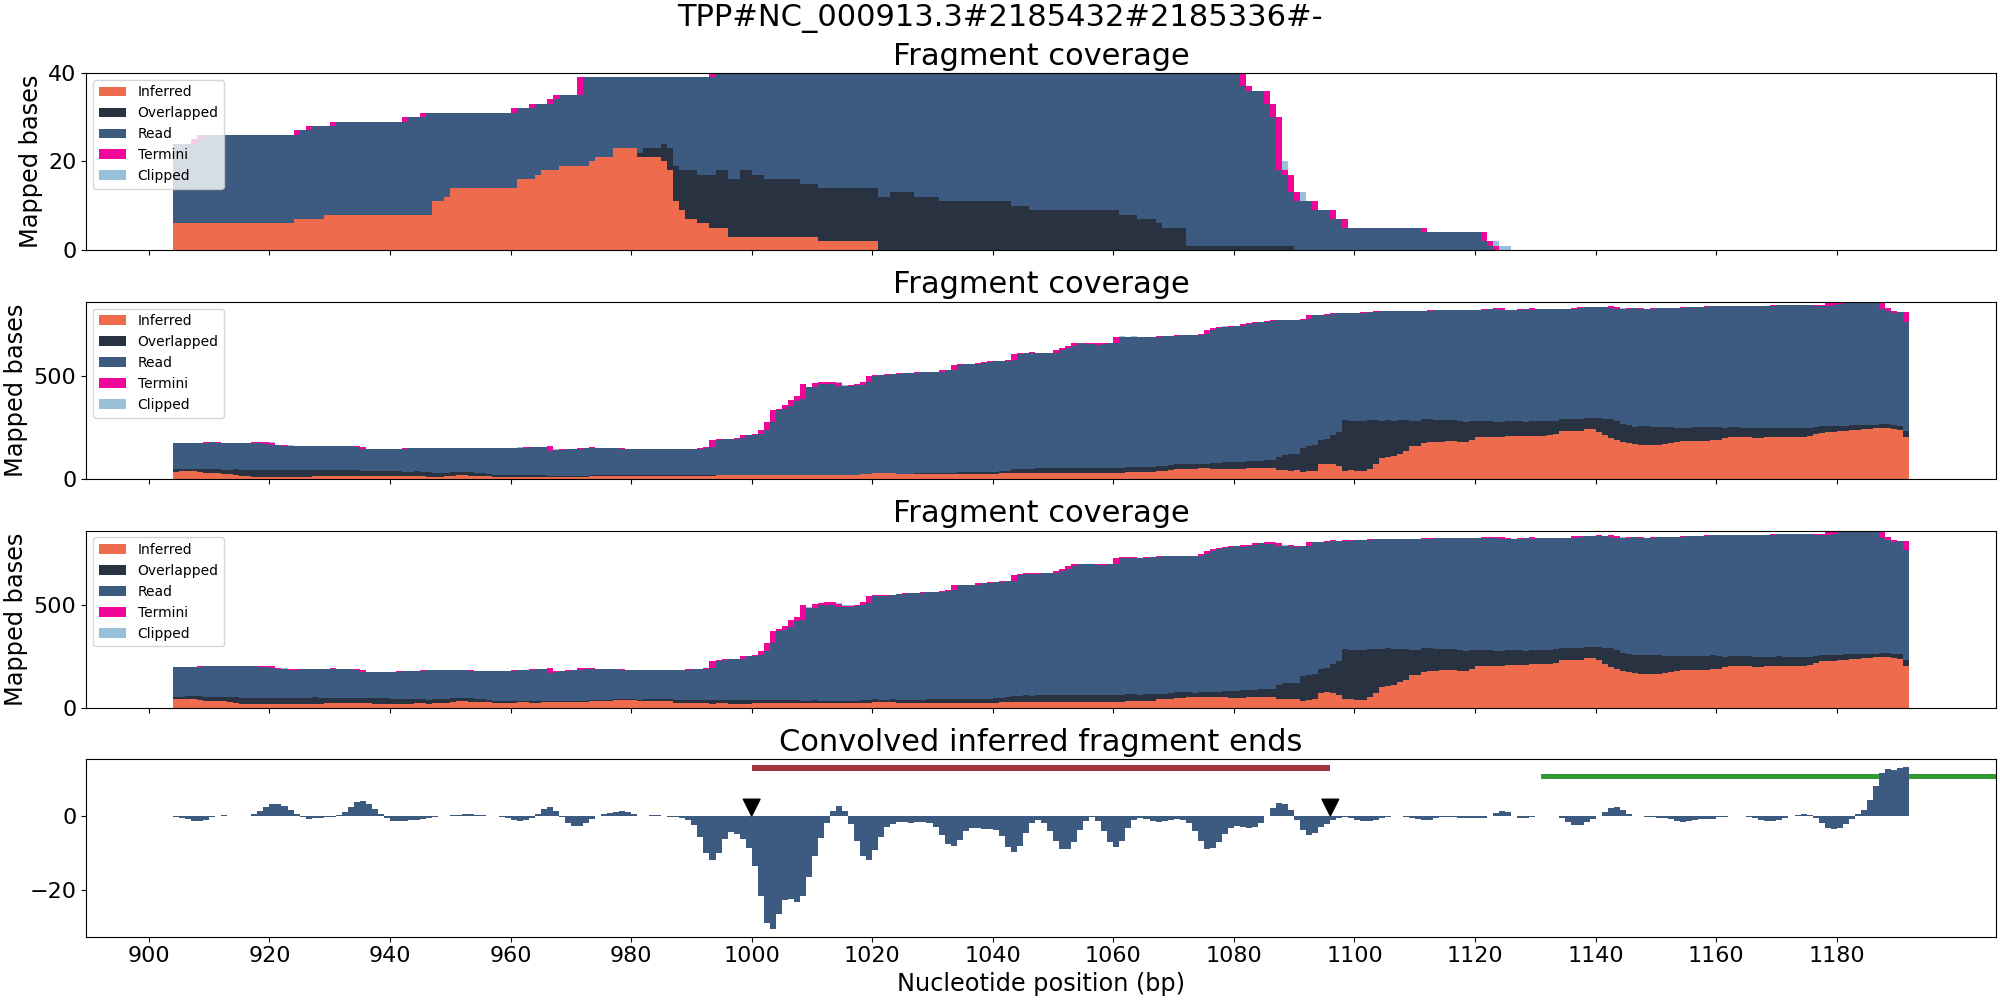 TPP#NC_000913.3#2185432#2185336#-
Fragment coverage
Mapped bases
40
20
0
Inferred
Overlapped
Read
Termini
Clipped
Fragment coverage
Mapped bases
500
0
Inferred
Overlapped
Read
Termini
Clipped
Fragment coverage
Mapped bases
500
0
Inferred
Overlapped
Read
Termini
Clipped
Convolved inferred fragment ends
0
−20
900 920 940 960 980 1000 1020 1040 1060 1080 1100 1120 1140 1160 1180
Nucleotide position (bp)